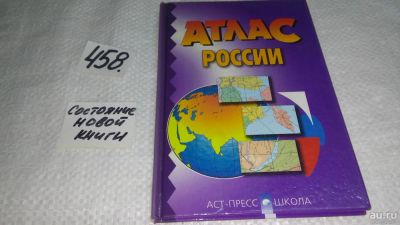 458.
Состояние
новой
книги
АТЛАС
РОССИИ
АСТ-ПРЕСС ШКОЛА
au.ru